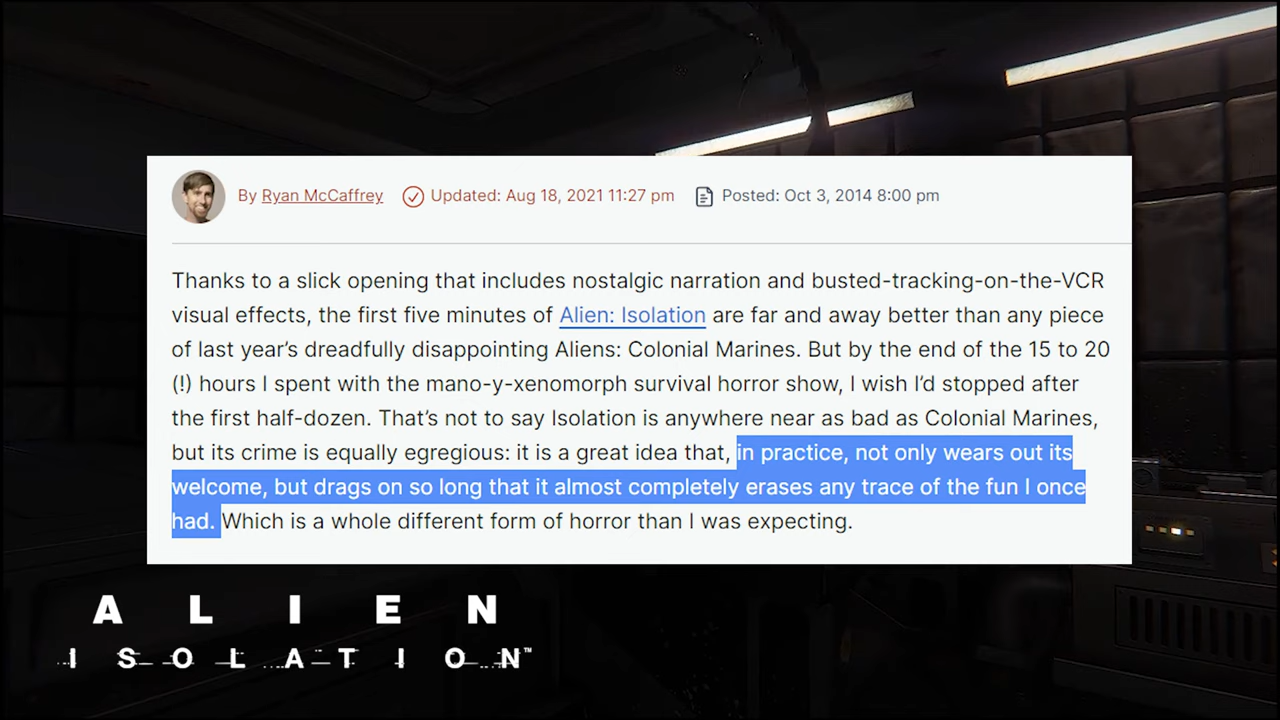 By Ryan McCaffrey Updated: Aug 18, 2021 11:27 pm Posted: Oct 3, 2014 8:00 pm
Thanks to a slick opening that includes nostalgic narration and busted-tracking-on-the-VCR
visual effects, the first five minutes of Alien: Isolation are far and away better than any piece
of last year’s dreadfully disappointing Aliens: Colonial Marines. But by the end of the 15 to 20
(!) hours I spent with the mano-y-xenomorph survival horror show, I wish I’d stopped after
the first half-dozen. That’s not to say Isolation is anywhere near as bad as Colonial Marines,
but its crime is equally egregious: it is a great idea that, in practice, not only wears out its
welcome, but drags on so long that it almost completely erases any trace of the fun I once
had. Which is a whole different form of horror than I was expecting.
ALIEN
ISOLATION™